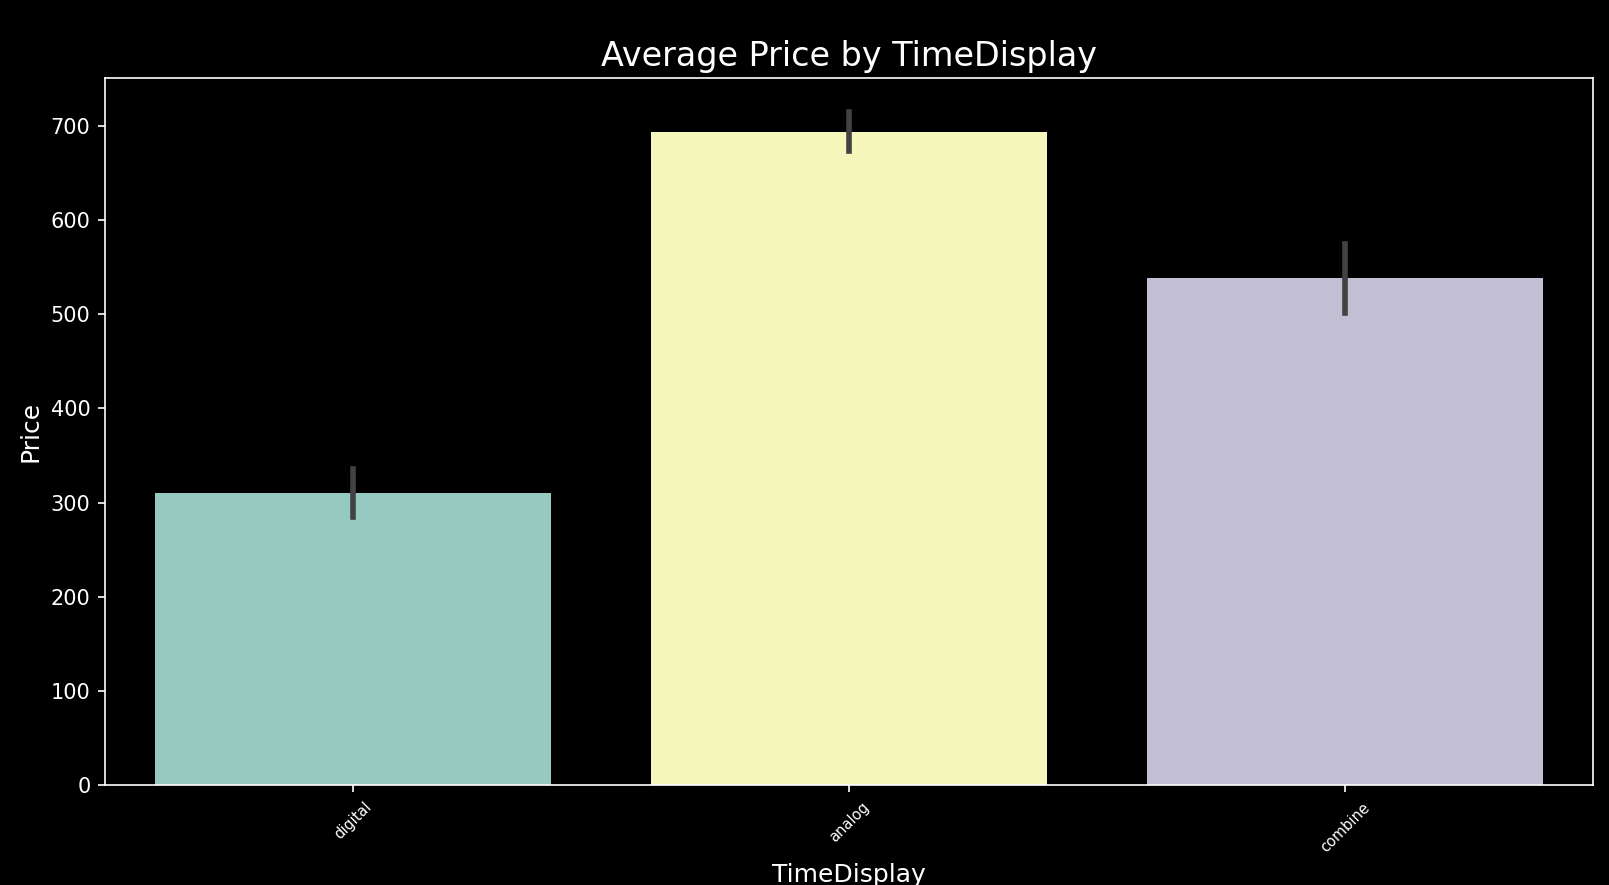 Average Price by TimeDisplay
700
600
500
400
300
200
100
0
Price
digital
analog
combine
TimeDisplay